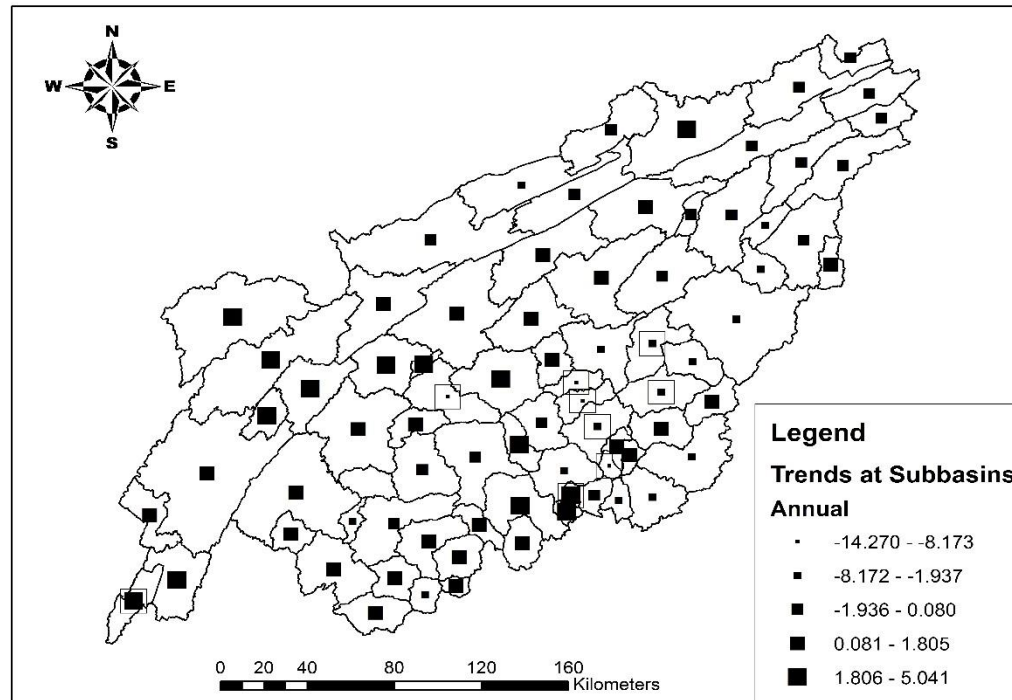 N
W E
S
Legend
Trends at Subbasins
Annual
-14.270 - -8.173
-8.172 - -1.937
-1.936 - 0.080
0.081 - 1.805
1.806 - 5.041
0 20 40 80 120 160
Kilometers